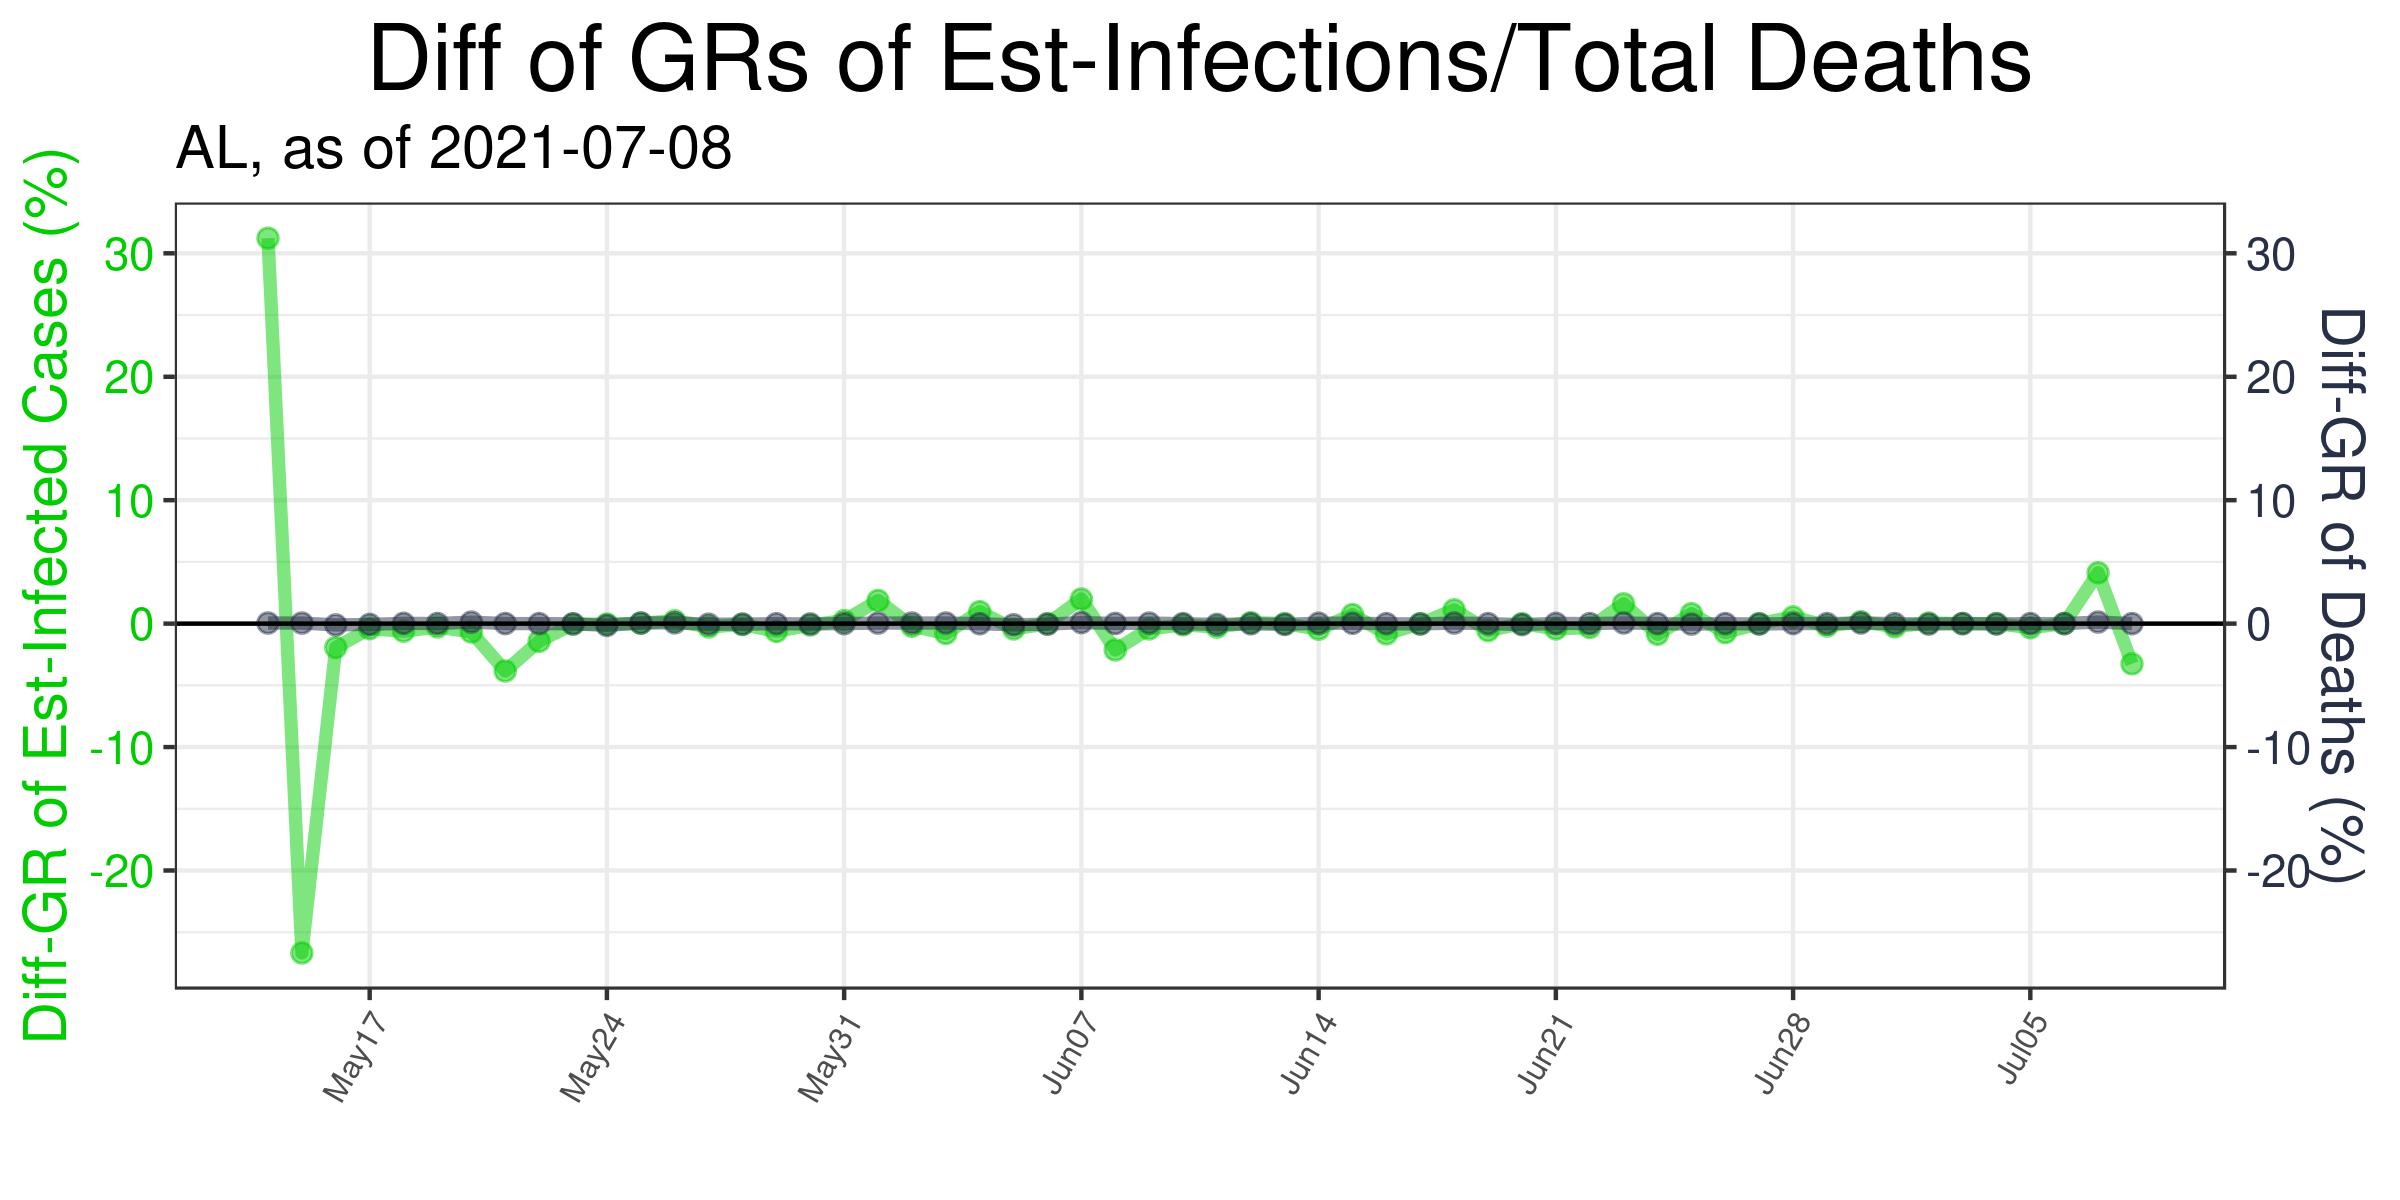 Diff of GRs of Est-Infections/Total Deaths
AL, as of 2021-07-08
Diff-GR of Est-Infected Cases (%)
30
20
10
0
-10
-20
30
20
10
0
-10
-20
Diff-GR of Deaths (%)
May17
May24
May31
Jun07
Jun14
Jun21
Jun28
Jul05